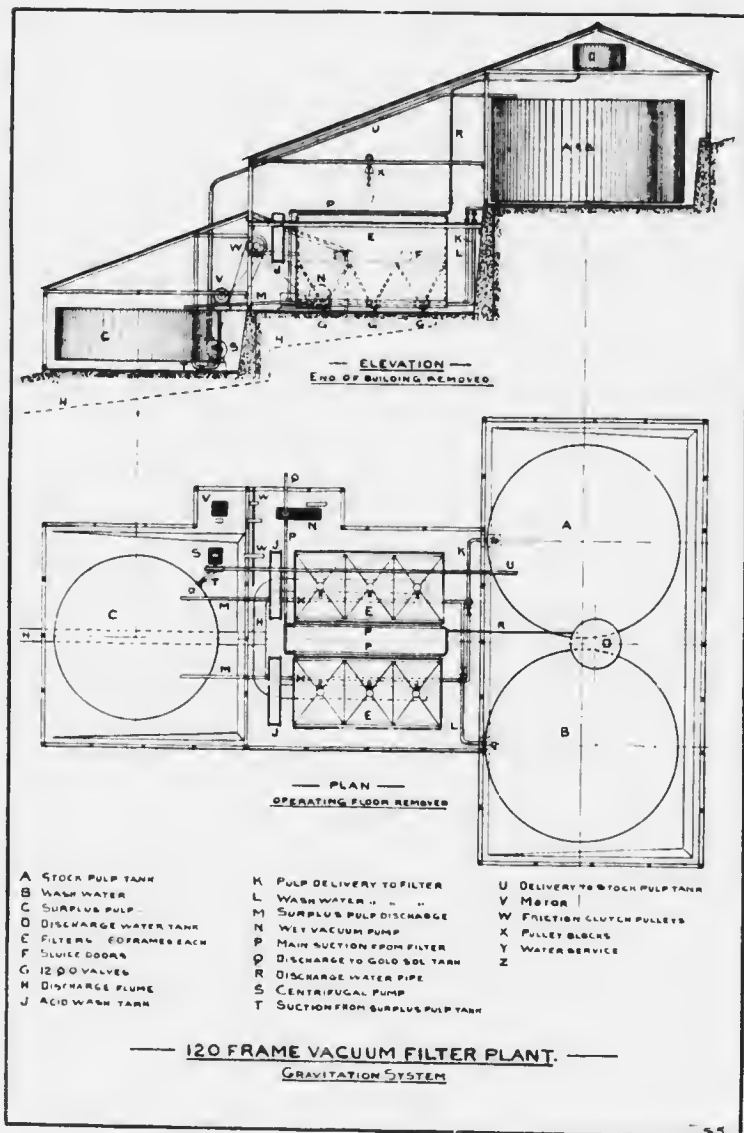 D
U
R
A & B
X
P
E
K
W
L
J
F
N
V
M
C
G
G
G
S
H
— ELEVATION —
END OF BUILDING REMOVED
H
Q
V
W
A
N
P
S
J
K
W
T
U
C
M
E
H
P
R
D
H
P
M
E
B
L
J
— PLAN —
OPERATING FLOOR REMOVED
A STOCK PULP TANK
B WASH WATER
C SURPLUS PULP
D DISCHARGE WATER TANK
E FILTERS 60 FRAMES EACH
F SLUICE DOORS
G VALVES
H DISCHARGE FLUME
J ACID WASH TANK
K PULP DELIVERY TO FILTER
L WASH WATER " "
M SURPLUS PULP DISCHARGE
N WET VACUUM PUMP
P MAIN SUCTION FROM FILTER
Q DISCHARGE TO GOLD SOL TANK
R DISCHARGE WATER PIPE
S CENTRIFUGAL PUMP
T SUCTION FROM SURPLUS PULP TANK
U DELIVERY TO STOCK PULP TANK
V MOTOR
W FRICTION CLUTCH PULLEYS
X PULLEY BLOCKS
Y WATER SERVICE
Z
— 120 FRAME VACUUM FILTER PLANT. —
GRAVITATION SYSTEM